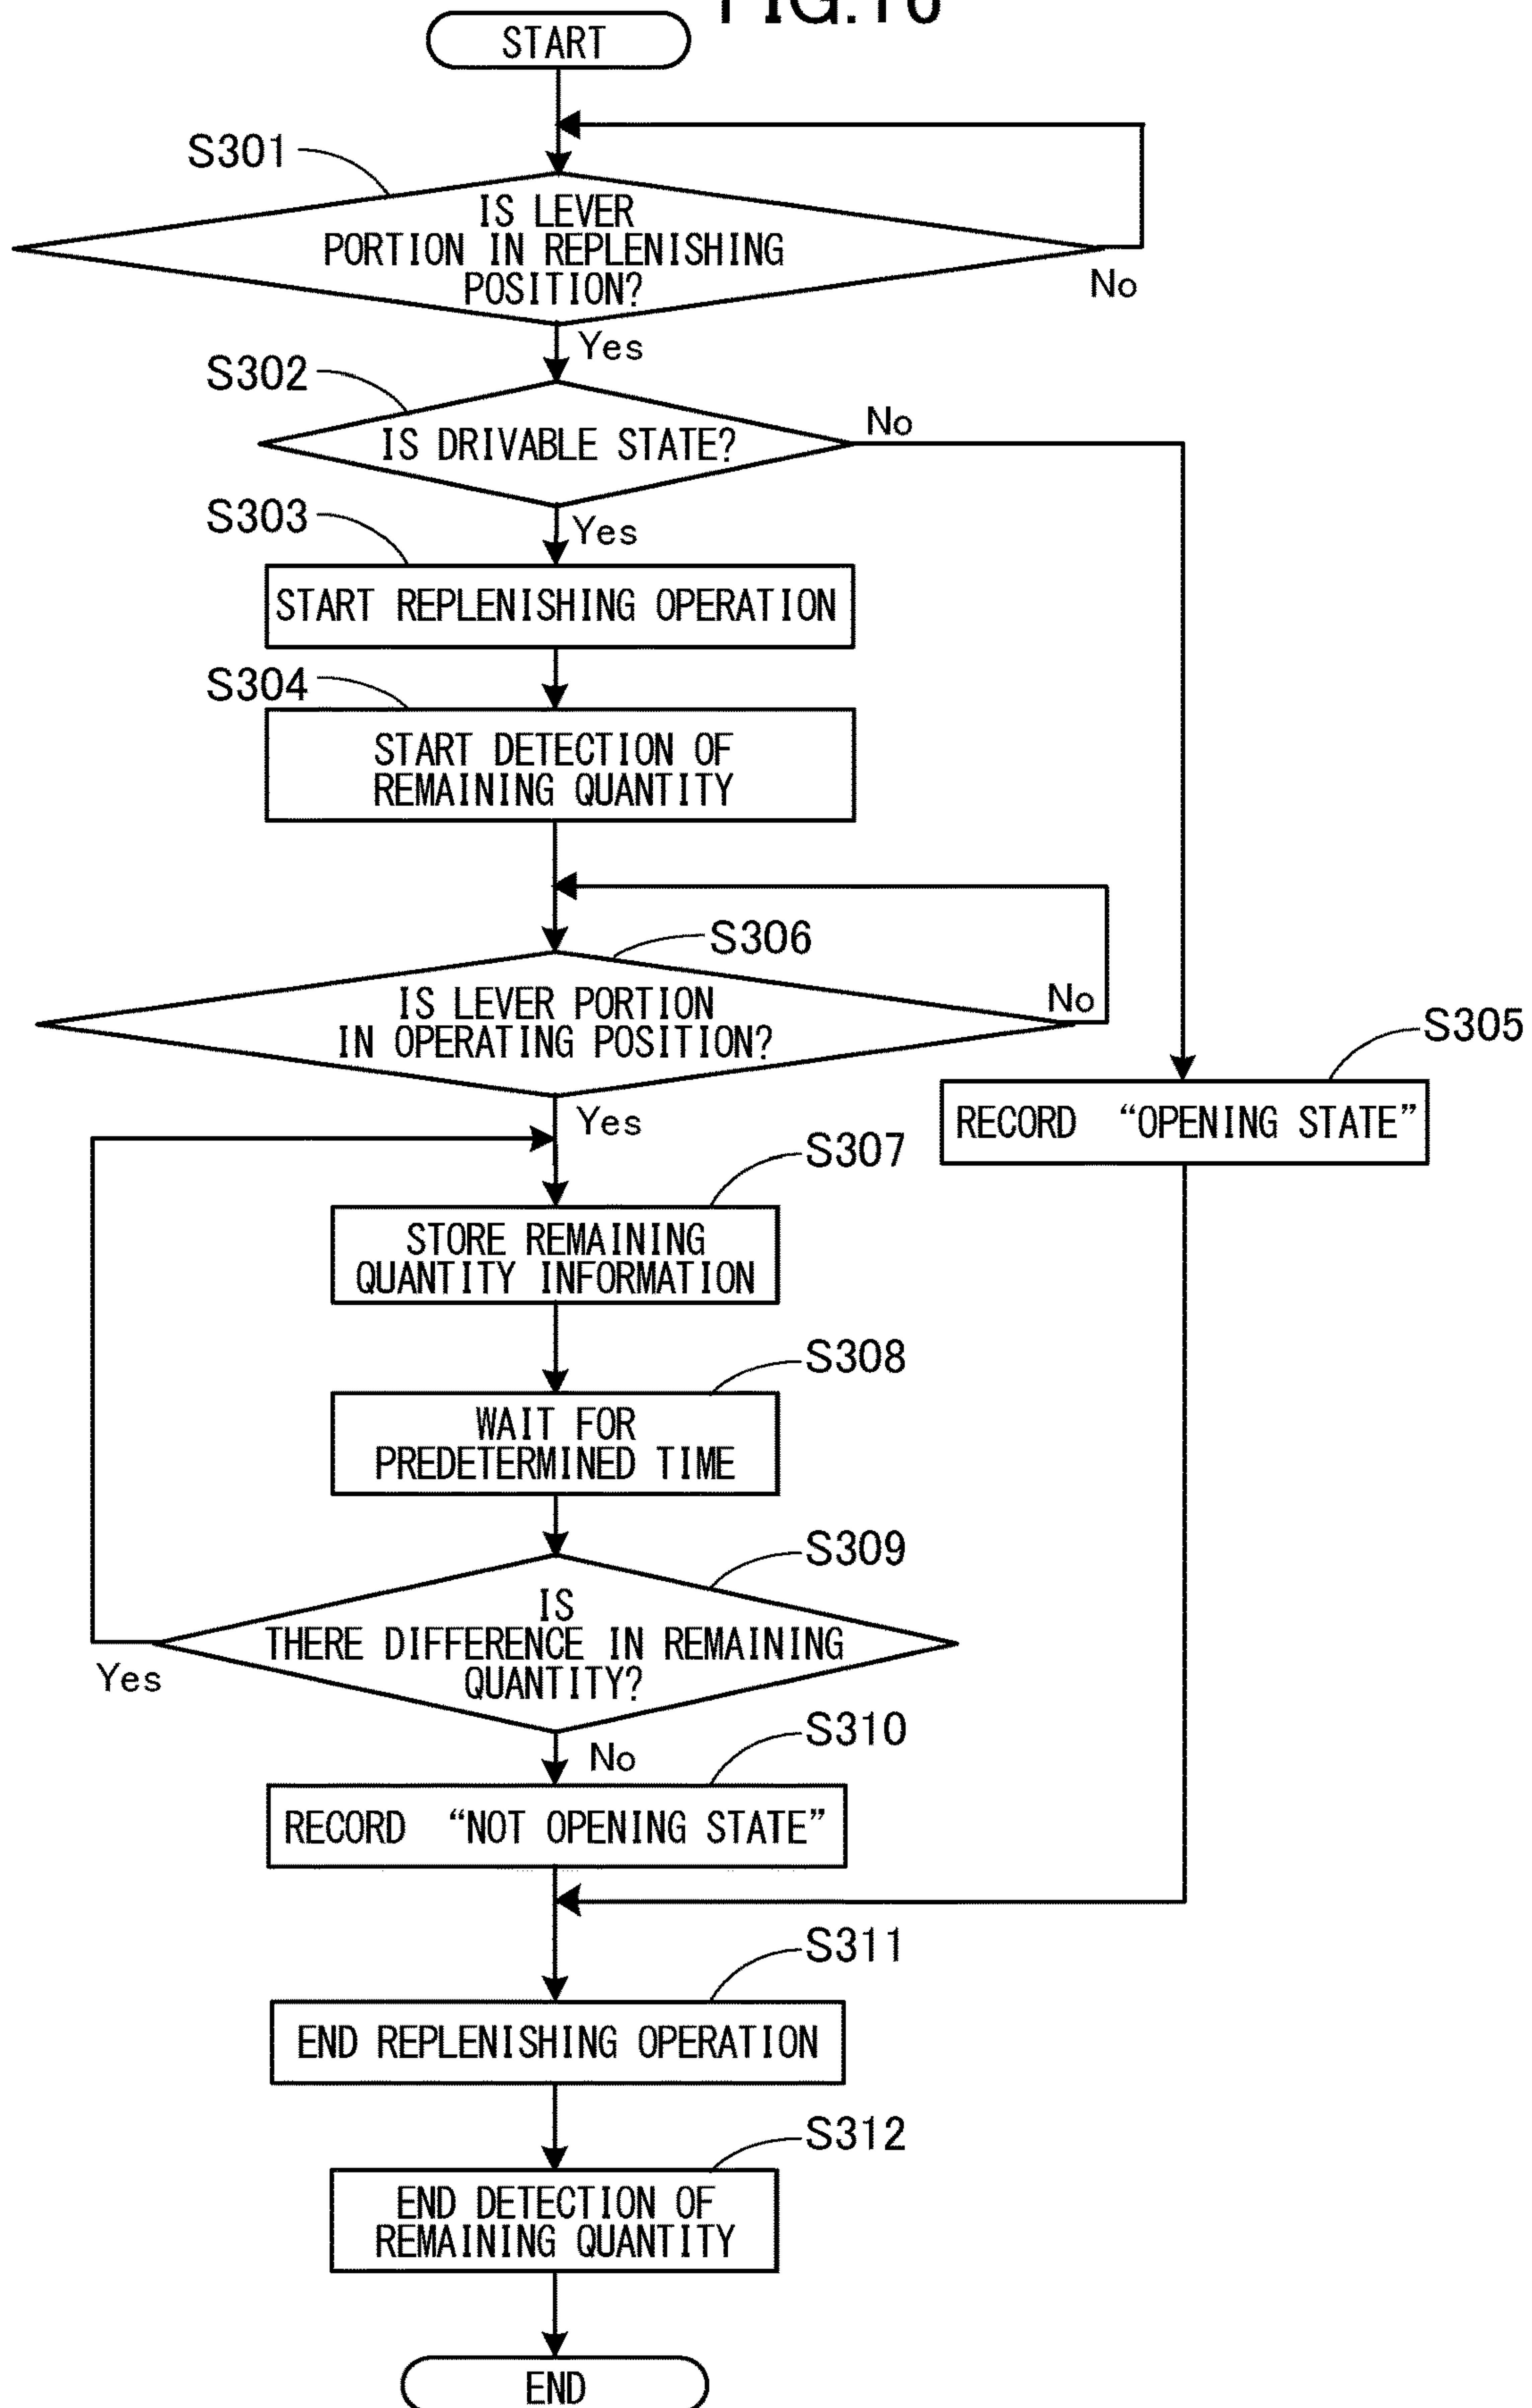 START
S301
IS LEVER
PORTION IN REPLENISHING
POSITION?
No
Yes
S302
No
IS DRIVABLE STATE?
S303
Yes
START REPLENISHING OPERATION
S304
START DETECTION OF
REMAINING QUANTITY
S306
IS LEVER PORTION
IN OPERATING POSITION?
No
S305
Yes
RECORD “OPENING STATE”
S307
STORE REMAINING
QUANTITY INFORMATION
S308
WAIT FOR
PREDETERMINED TIME
S309
IS
THERE DIFFERENCE IN REMAINING
QUANTITY?
Yes
S310
No
RECORD “NOT OPENING STATE”
S311
END REPLENISHING OPERATION
S312
END DETECTION OF
REMAINING QUANTITY
END